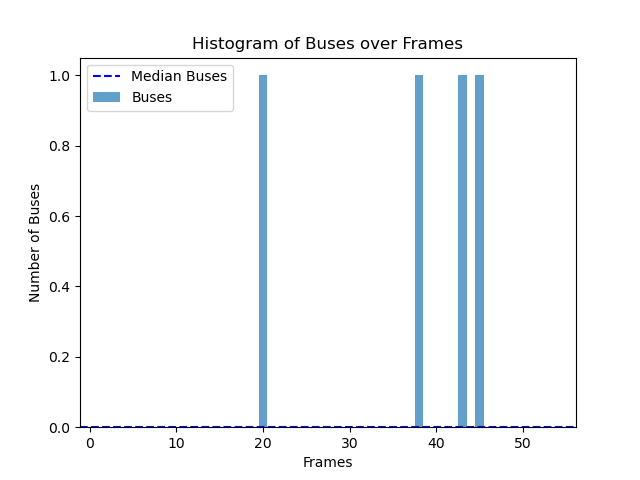 Histogram of Buses over Frames
Median Buses
Buses
1.0
0.8
0.6
0.4
0.2
0.0
Number of Buses
0 10 20 30 40 50
Frames